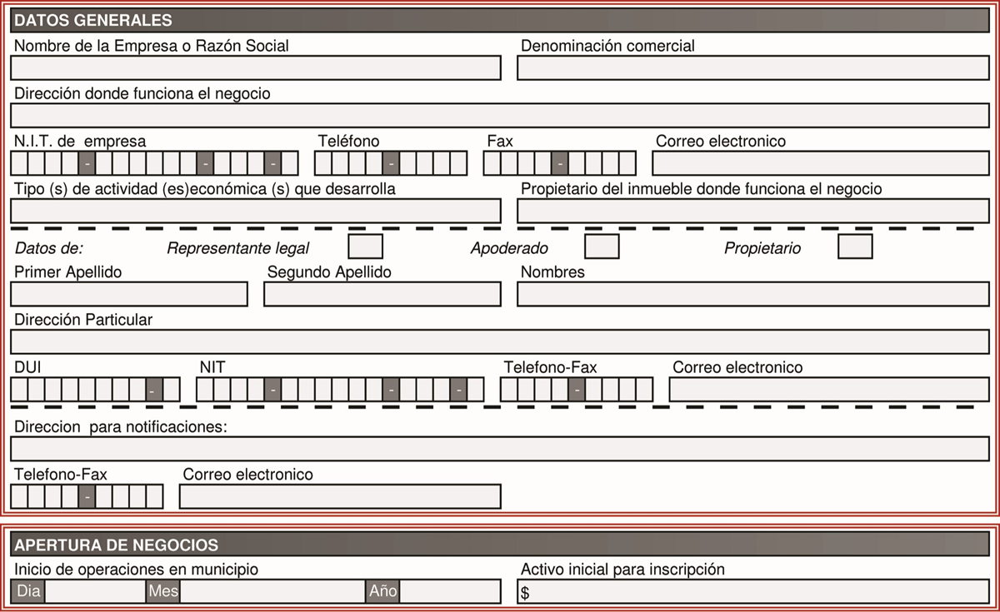 DATOS GENERALES
Nombre de la Empresa o Razón Social Denominación comercial
Dirección donde funciona el negocio
N.I.T. de empresa Teléfono Fax Correo electronico
- - - - -
Tipo (s) de actividad (es)económica (s) que desarrolla Propietario del inmueble donde funciona el negocio
Datos de: Representante legal Apoderado Propietario
Primer Apellido Segundo Apellido Nombres
Dirección Particular
DUI NIT Telefono-Fax Correo electronico
- - - - -
Direccion para notificaciones:
Telefono-Fax Correo electronico
-
APERTURA DE NEGOCIOS
Inicio de operaciones en municipio Activo inicial para inscripción
Dia Mes Año $